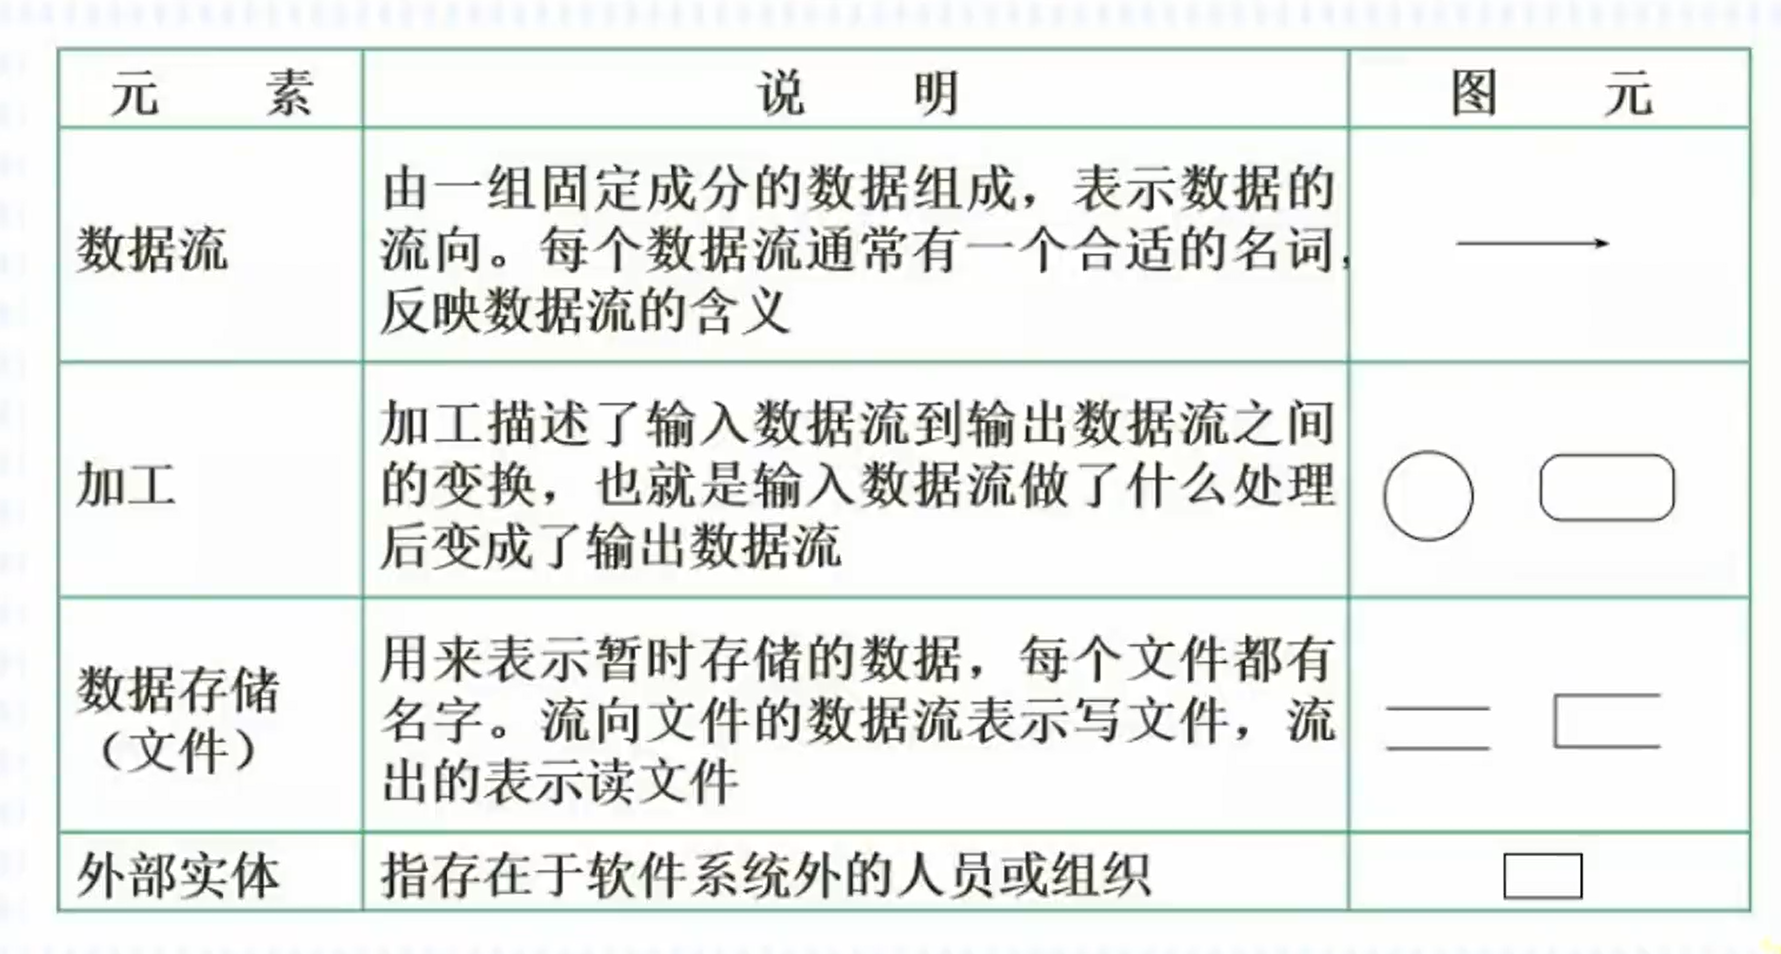 元 素
说 明
图 元
数据流
由一组固定成分的数据组成，表示数据的
流向。每个数据流通常有一个合适的名词，
反映数据流的含义
加工
加工描述了输入数据流到输出数据流之间
的变换，也就是输入数据流做了什么处理
后变成了输出数据流
数据存储
（文件）
用来表示暂时存储的数据，每个文件都有
名字。流向文件的数据流表示写文件，流
出的表示读文件
外部实体
指存在于软件系统外的人员或组织